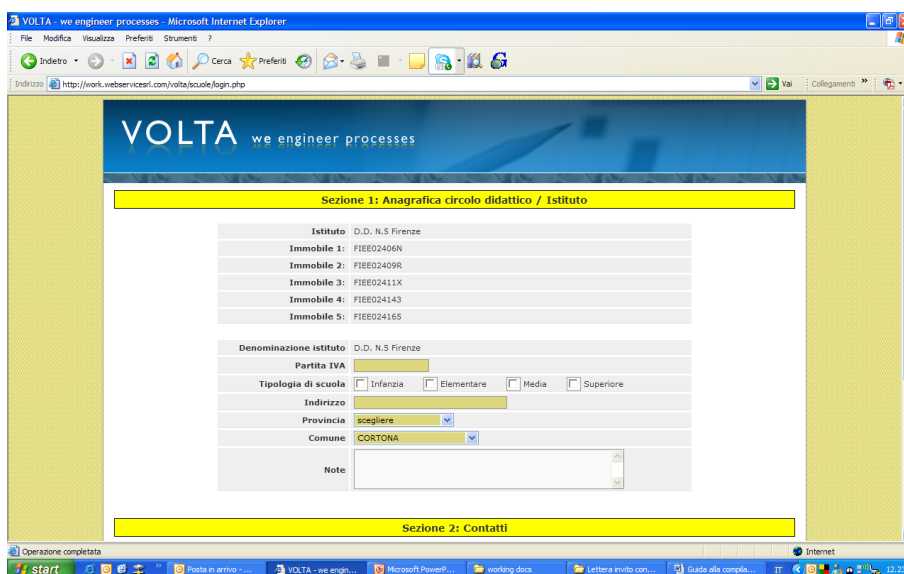 VOLTA - we engineer processes - Microsoft Internet Explorer
File Modifica Visualizza Preferiti Strumenti ?
Indietro Cerca Preferiti
Indirizzo http://work.webservicesrl.com/volta/scuole/login.php Vai Collegamenti »
VOLTA we engineer processes
Sezione 1: Anagrafica circolo didattico / Istituto
Istituto D.D. N.5 Firenze
Immobile 1: FIEE02406N
Immobile 2: FIEE02409R
Immobile 3: FIEE02411X
Immobile 4: FIEE024143
Immobile 5: FIEE024165
Denominazione istituto D.D. N.5 Firenze
Partita IVA
Tipologia di scuola Infanzia Elementare Media Superiore
Indirizzo
Provincia scegliere
Comune CORTONA
Note
Sezione 2: Contatti
Operazione completata Internet
start » Posta in arrivo - ... VOLTA - we engin... Microsoft PowerP... working docs Lettera invito con... Guida alla compila... IT 12.23